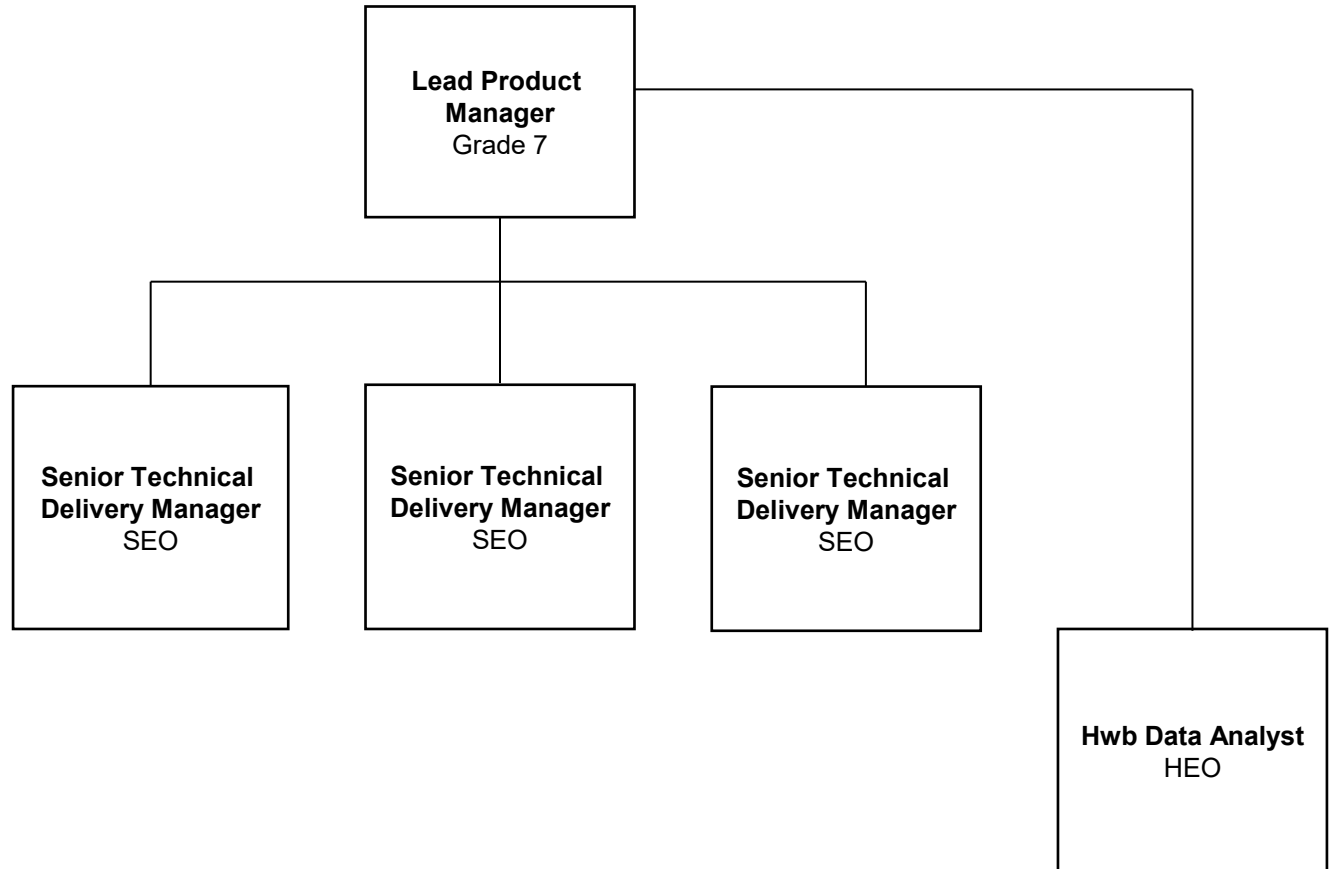 Lead Product
Manager
Grade 7
Senior Technical
Delivery Manager
SEO
Senior Technical
Delivery Manager
SEO
Senior Technical
Delivery Manager
SEO
Hwb Data Analyst
HEO